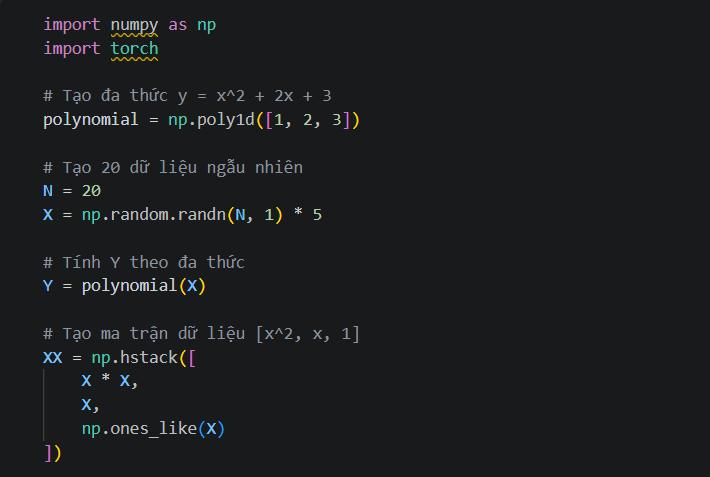 import numpy as np
import torch
# Tạo đa thức y = x^2 + 2x + 3
polynomial = np.poly1d([1, 2, 3])
# Tạo 20 dữ liệu ngẫu nhiên
N = 20
X = np.random.randn(N, 1) * 5
# Tính Y theo đa thức
Y = polynomial(X)
# Tạo ma trận dữ liệu [x^2, x, 1]
XX = np.hstack([
    X * X,
    X,
    np.ones_like(X)
])